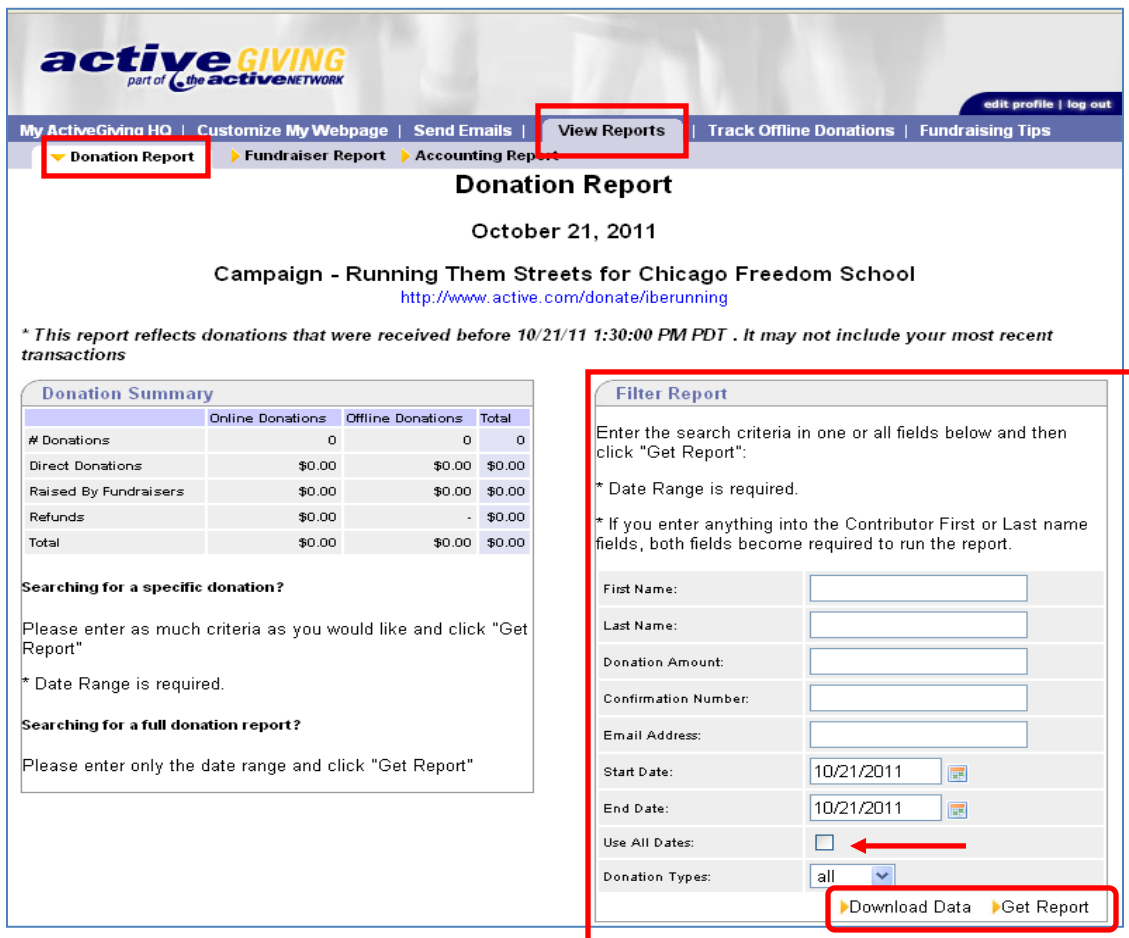 active GIVING
part of the activeNETWORK
edit profile | log out
My ActiveGiving HQ | Customize My Webpage | Send Emails | View Reports | Track Offline Donations | Fundraising Tips
Donation Report Fundraiser Report Accounting Report
Donation Report
October 21, 2011
Campaign - Running Them Streets for Chicago Freedom School
http://www.active.com/donate/iberunning
* This report reflects donations that were received before 10/21/11 1:30:00 PM PDT . It may not include your most recent
transactions
Donation Summary
Online Donations Offline Donations Total
# Donations 0 0 0
Direct Donations $0.00 $0.00 $0.00
Raised By Fundraisers $0.00 $0.00 $0.00
Refunds $0.00 - $0.00
Total $0.00 $0.00 $0.00
Searching for a specific donation?
Please enter as much criteria as you would like and click "Get
Report"
* Date Range is required.
Searching for a full donation report?
Please enter only the date range and click "Get Report"
Filter Report
Enter the search criteria in one or all fields below and then
click "Get Report":
* Date Range is required.
* If you enter anything into the Contributor First or Last name
fields, both fields become required to run the report.
First Name:
Last Name:
Donation Amount:
Confirmation Number:
Email Address:
Start Date: 10/21/2011
End Date: 10/21/2011
Use All Dates:
Donation Types: all
Download Data Get Report